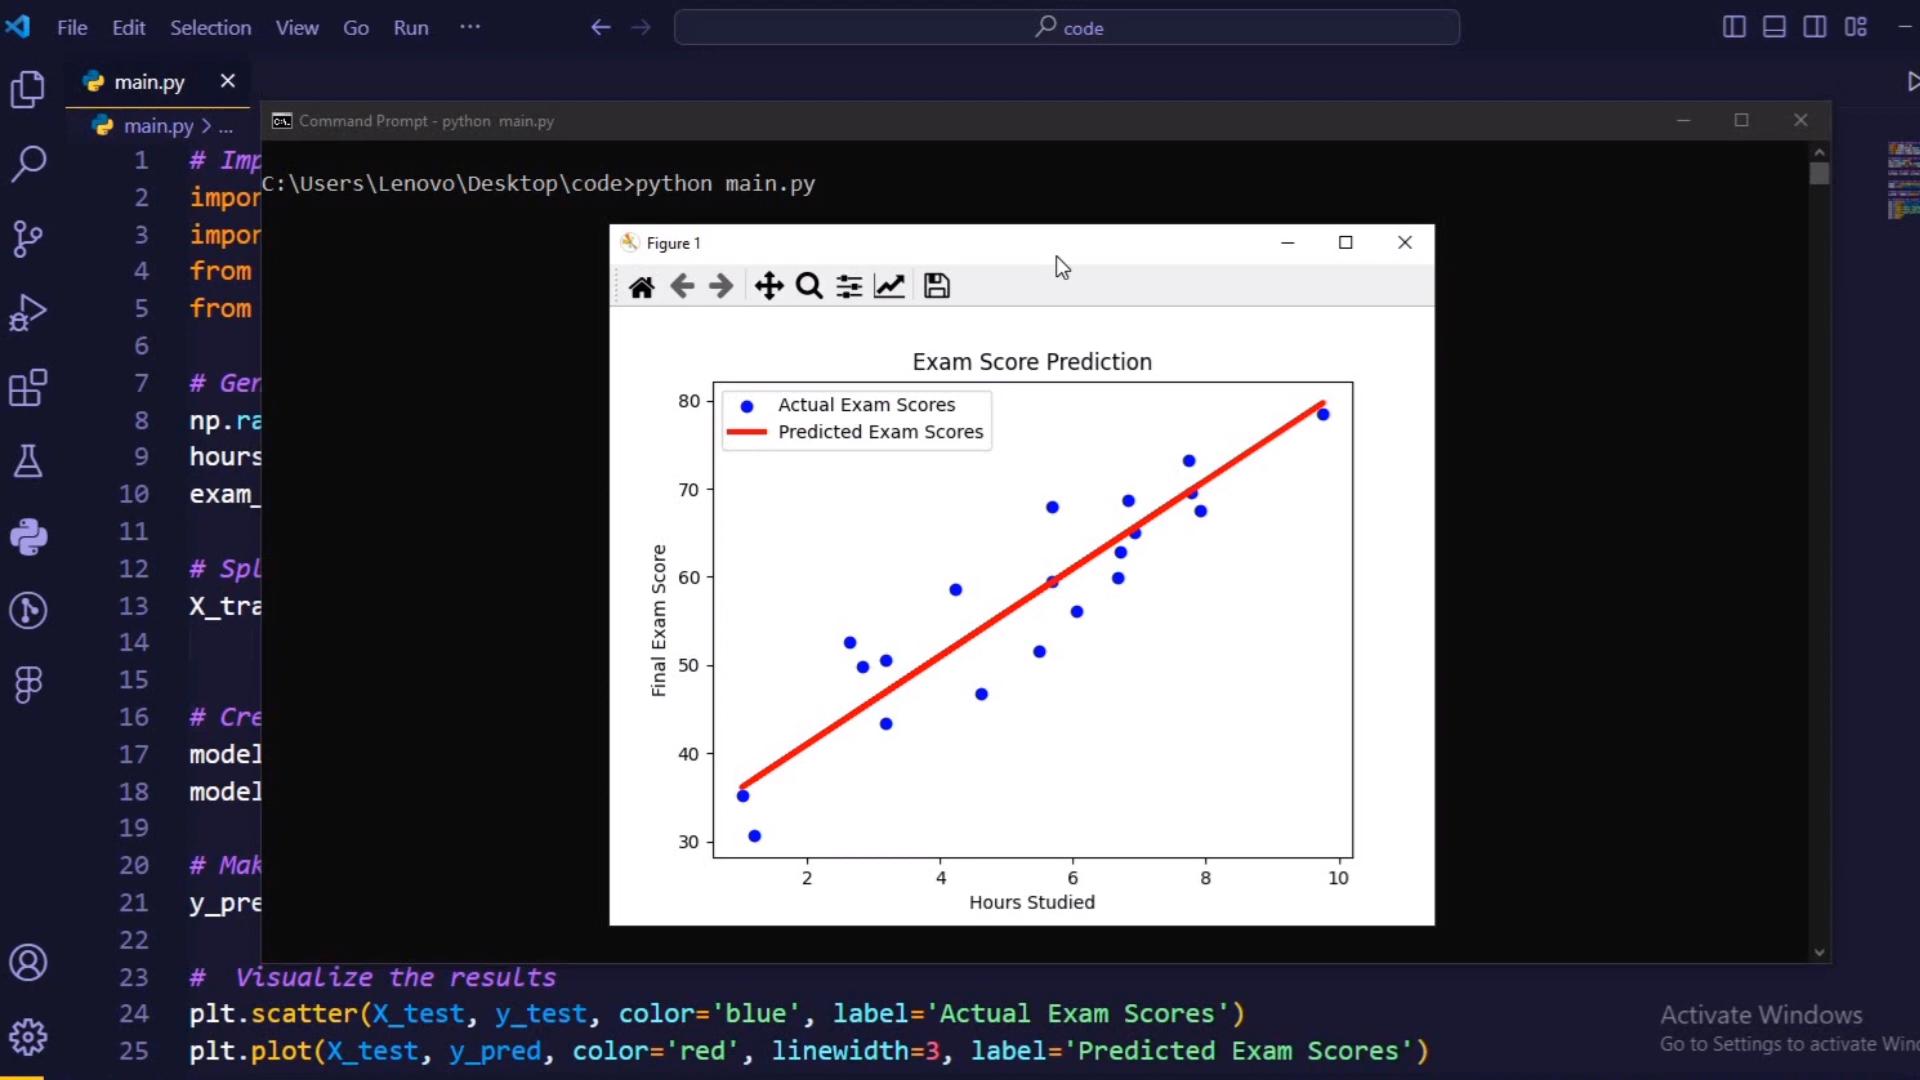 File Edit Selection View Go Run ... code
main.py
main.py > ...
Command Prompt - python main.py
C:\Users\Lenovo\Desktop\code>python main.py
1 # Imp
2 impor
3 impor
4 from
5 from
6
7 # Gen
8 np.ra
9 hours
10 exam_
11
12 # Spl
13 X_tra
14
15
16 # Cre
17 model
18 model
19
20 # Mak
21 y_pre
22
23 #  Visualize the results
24 plt.scatter(X_test, y_test, color='blue', label='Actual Exam Scores')
25 plt.plot(X_test, y_pred, color='red', linewidth=3, label='Predicted Exam Scores')
Figure 1
Exam Score Prediction
Actual Exam Scores
Predicted Exam Scores
Final Exam Score
80
70
60
50
40
30
2 4 6 8 10
Hours Studied
Activate Windows
Go to Settings to activate Win